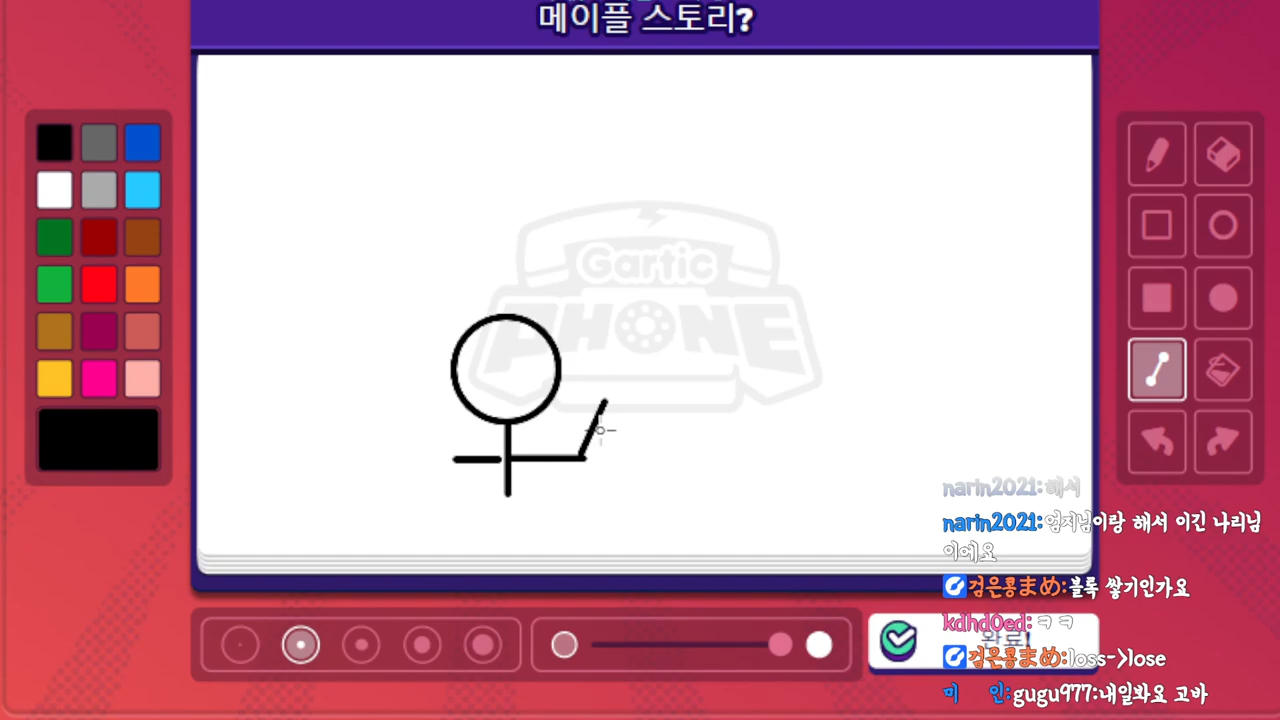 메이플 스토리?
Gartic
PHONE
narin2021:해서
narin2021:엄지님이랑 해서 이긴 나리님
이에요
검은콩まめ:블록 쌓기인가요
kdhd0ed:ㅋㅋ
완료!
검은콩まめ:loss->lose
미 인:gugu977:내일봐요 고바